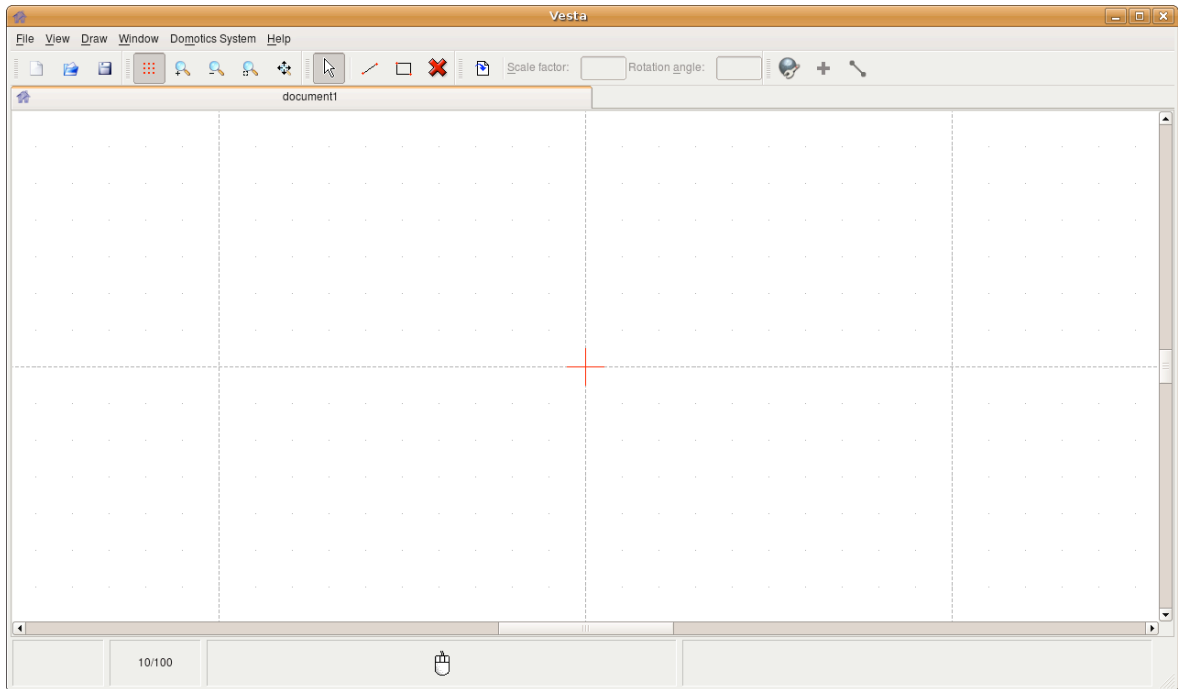 Vesta
File View Draw Window Domotics System Help
Scale factor: Rotation angle:
document1
10/100